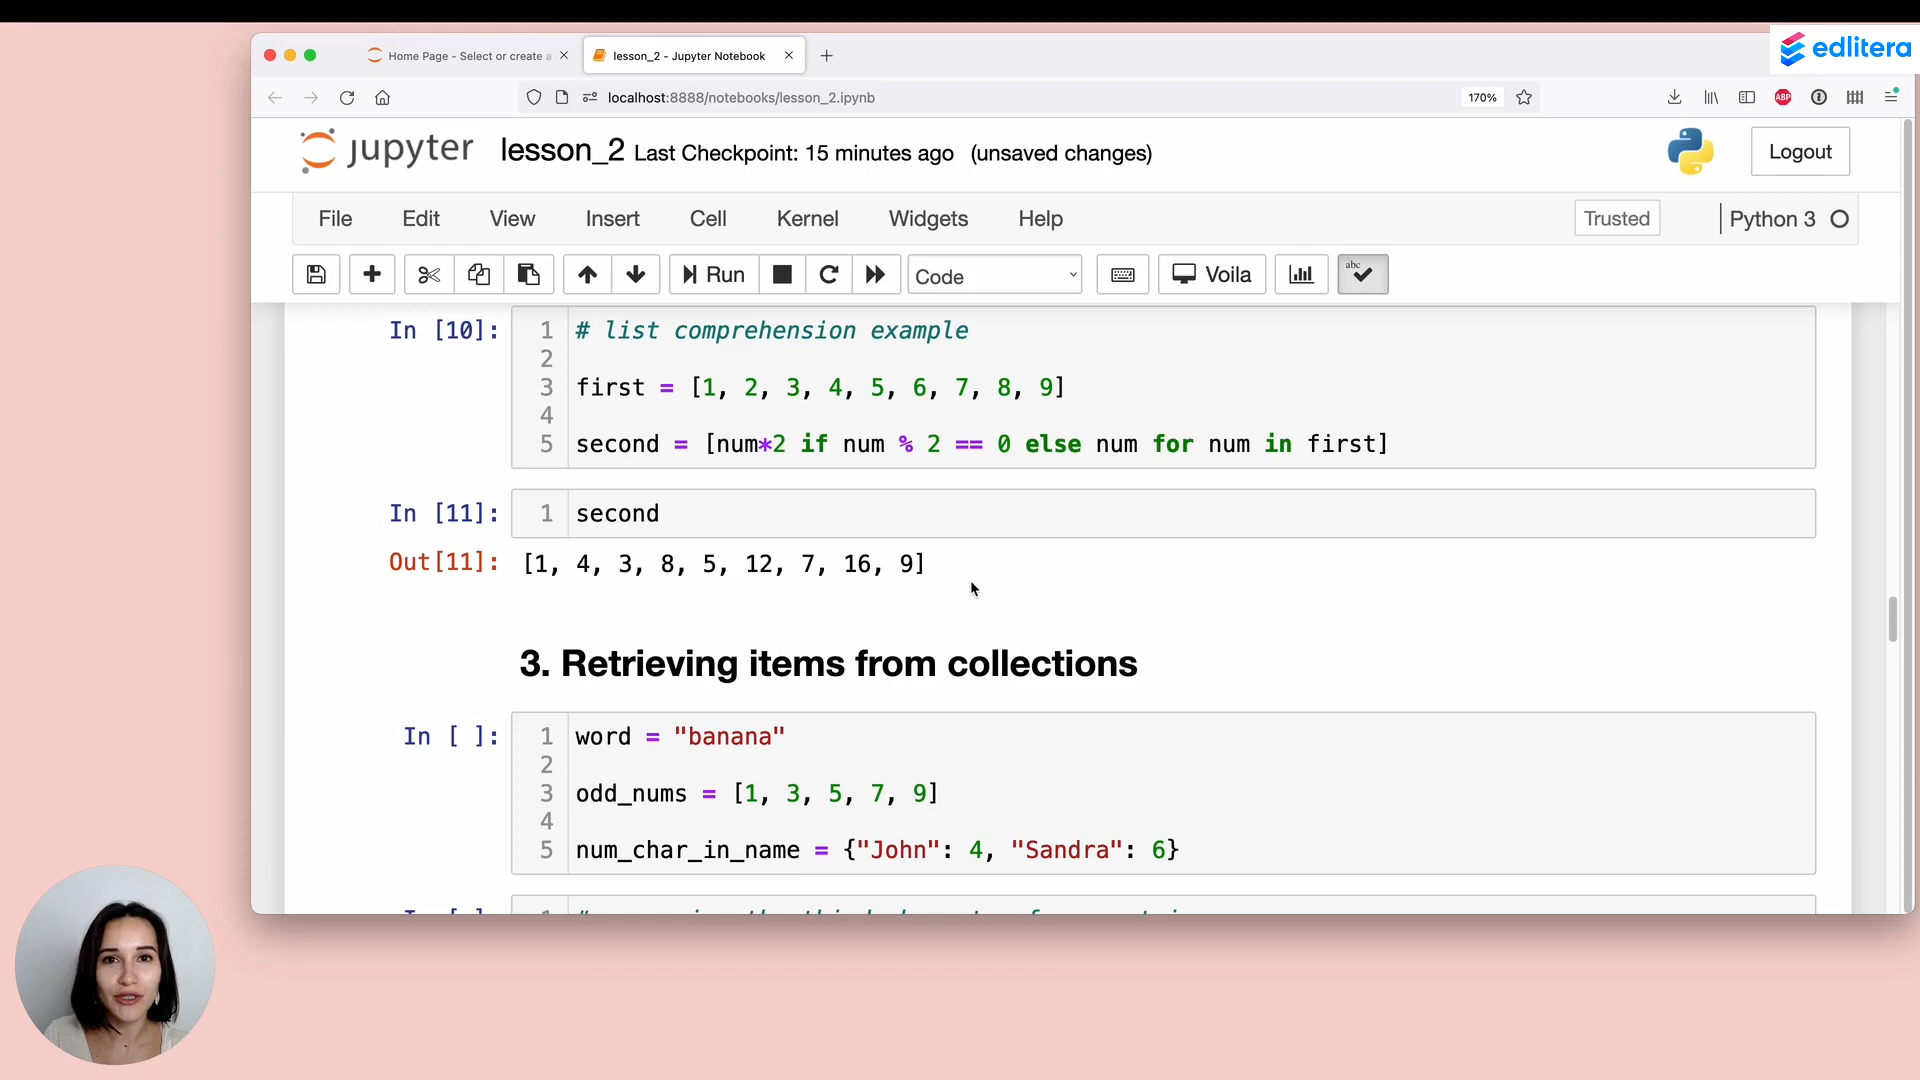 edlitera
Home Page - Select or create a
lesson_2 - Jupyter Notebook
localhost:8888/notebooks/lesson_2.ipynb
170%
ABP
jupyter
lesson_2 Last Checkpoint: 15 minutes ago (unsaved changes)
Logout
File Edit View Insert Cell Kernel Widgets Help
Trusted
Python 3
Run
Code
Voila
abc
In [10]:
1 # list comprehension example
2
3 first = [1, 2, 3, 4, 5, 6, 7, 8, 9]
4
5 second = [num*2 if num % 2 == 0 else num for num in first]
In [11]:
1 second
Out[11]: [1, 4, 3, 8, 5, 12, 7, 16, 9]
3. Retrieving items from collections
In [ ]:
1 word = "banana"
2
3 odd_nums = [1, 3, 5, 7, 9]
4
5 num_char_in_name = {"John": 4, "Sandra": 6}